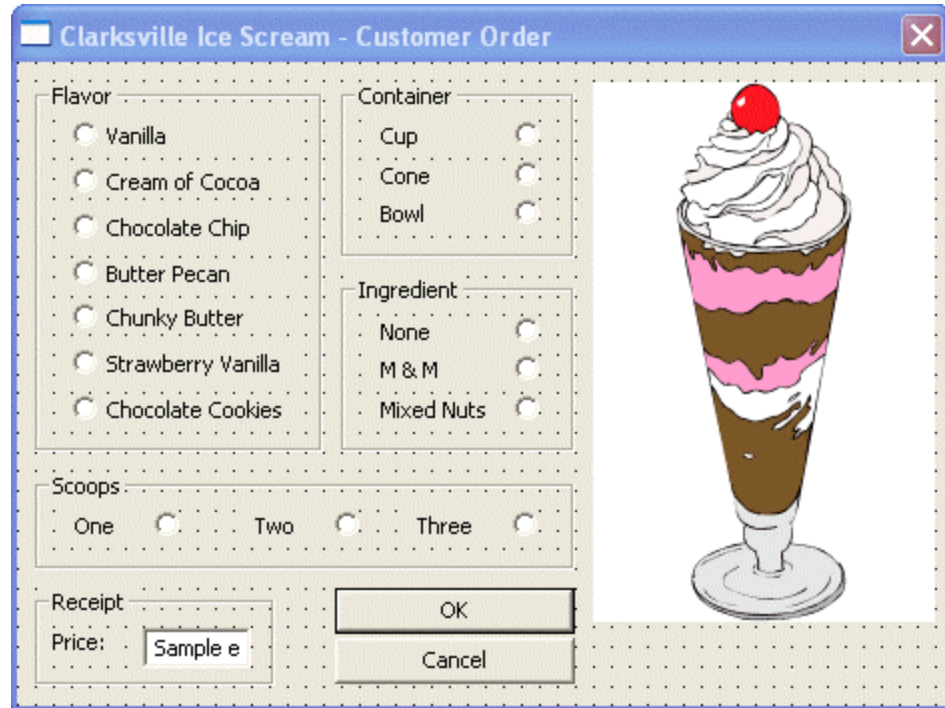 Clarksville Ice Scream - Customer Order
Flavor
Vanilla
Cream of Cocoa
Chocolate Chip
Butter Pecan
Chunky Butter
Strawberry Vanilla
Chocolate Cookies
Container
Cup
Cone
Bowl
Ingredient
None
M & M
Mixed Nuts
Scoops
One Two Three
Receipt
Price: Sample e
OK
Cancel